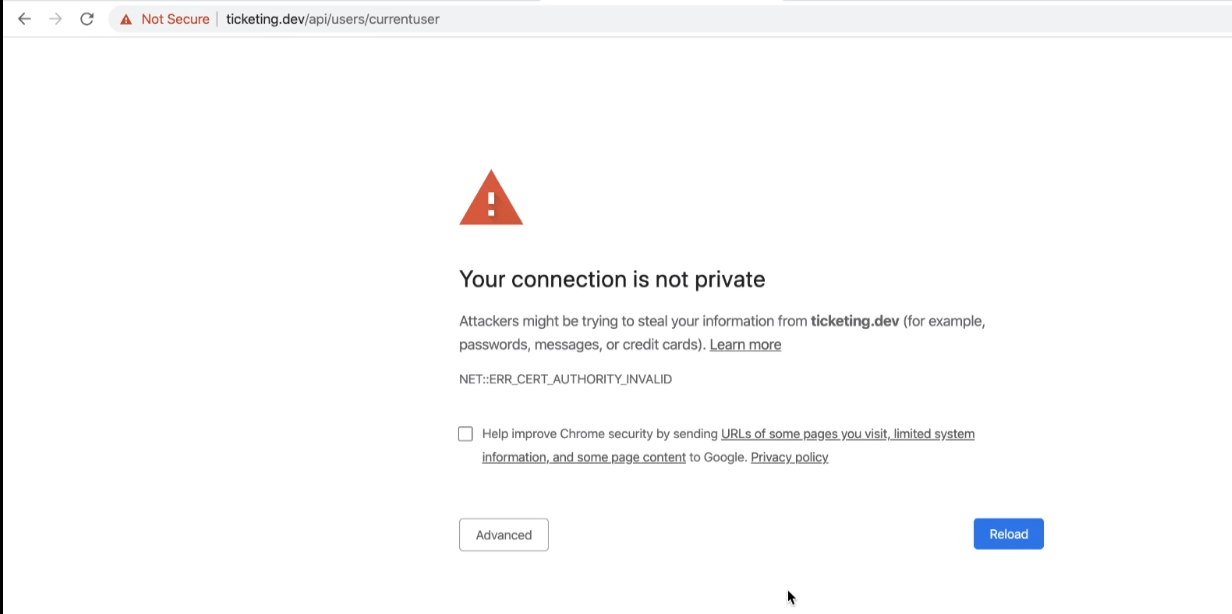 Not Secure | ticketing.dev/api/users/currentuser
!
Your connection is not private
Attackers might be trying to steal your information from ticketing.dev (for example,
passwords, messages, or credit cards). Learn more
NET::ERR_CERT_AUTHORITY_INVALID
Help improve Chrome security by sending URLs of some pages you visit, limited system
information, and some page content to Google. Privacy policy
Advanced
Reload